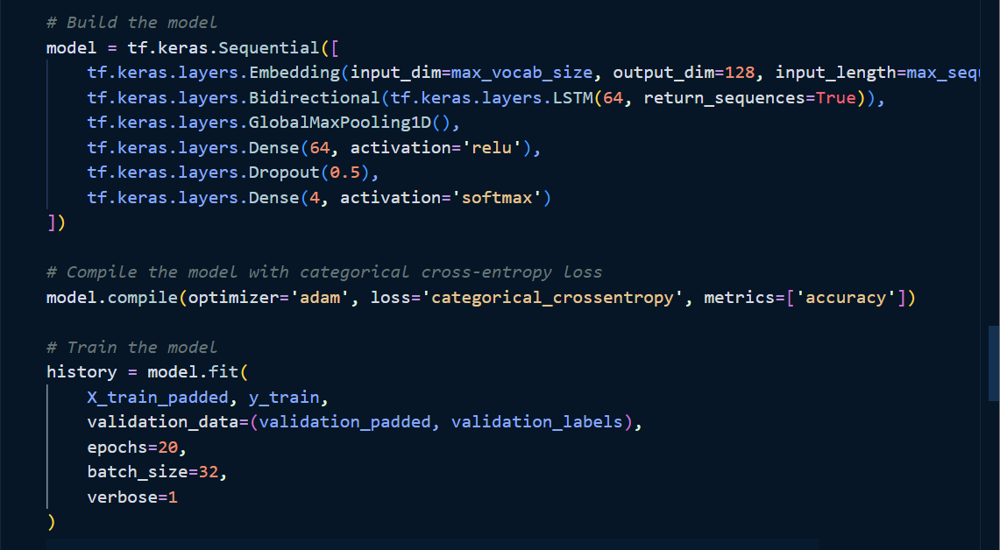 # Build the model
model = tf.keras.Sequential([
    tf.keras.layers.Embedding(input_dim=max_vocab_size, output_dim=128, input_length=max_sequ
    tf.keras.layers.Bidirectional(tf.keras.layers.LSTM(64, return_sequences=True)),
    tf.keras.layers.GlobalMaxPooling1D(),
    tf.keras.layers.Dense(64, activation='relu'),
    tf.keras.layers.Dropout(0.5),
    tf.keras.layers.Dense(4, activation='softmax')
])
# Compile the model with categorical cross-entropy loss
model.compile(optimizer='adam', loss='categorical_crossentropy', metrics=['accuracy'])
# Train the model
history = model.fit(
    X_train_padded, y_train,
    validation_data=(validation_padded, validation_labels),
    epochs=20,
    batch_size=32,
    verbose=1
)